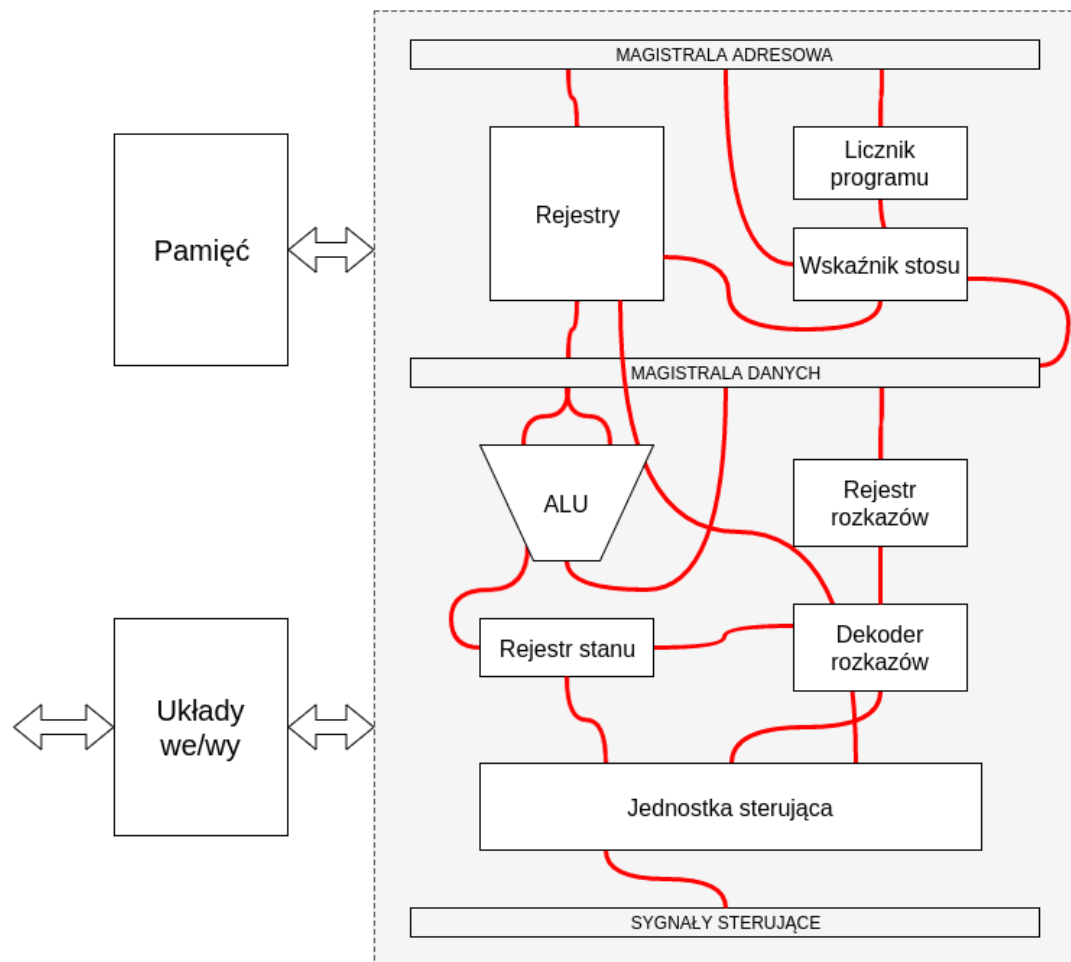 MAGISTRALA ADRESOWA
Pamięć
Rejestry
Licznik
programu
Wskaźnik stosu
MAGISTRALA DANYCH
ALU
Rejestr
rozkazów
Rejestr stanu
Dekoder
rozkazów
Układy
we/wy
Jednostka sterująca
SYGNAŁY STERUJĄCE